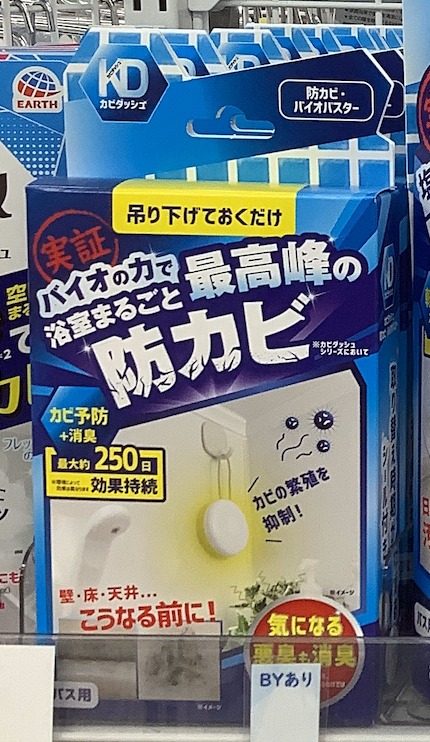 EARTH
KD
カビダッシュ
防カビ・
バイオバスター
吊り下げておくだけ
実証
バイオの力で
浴室まるごと
最高峰の
防カビ
※カビダッシュ
シリーズにおいて
カビ予防
+消臭
最大約250日
効果持続
カビの繁殖を
抑制!
壁・床・天井…
こうなる前に!
※イメージ
気になる
悪臭も消臭
BYあり
バス用
※イメージ